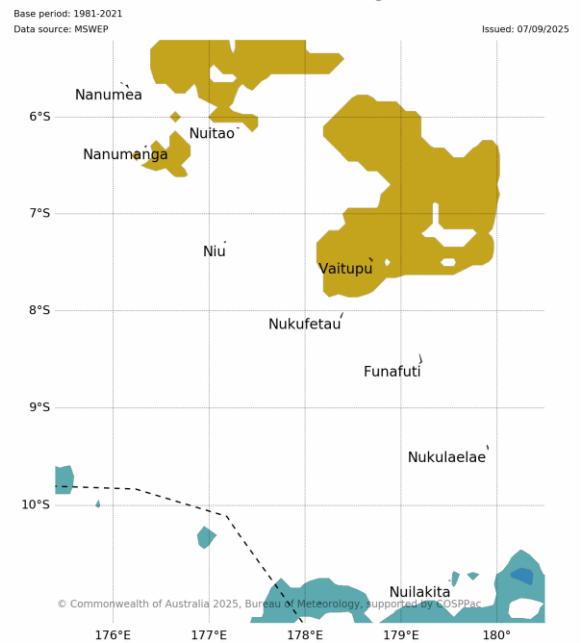 Base period: 1981-2021
Data source: MSWEP
Issued: 07/09/2025
Nanumea
6°S
Nuitao
Nanumanga
7°S
Niu
Vaitupu
8°S
Nukufetau
Funafuti
9°S
Nukulaelae
10°S
Nuilakita
© Commonwealth of Australia 2025, Bureau of Meteorology, supported by COSPPac
176°E
177°E
178°E
179°E
180°